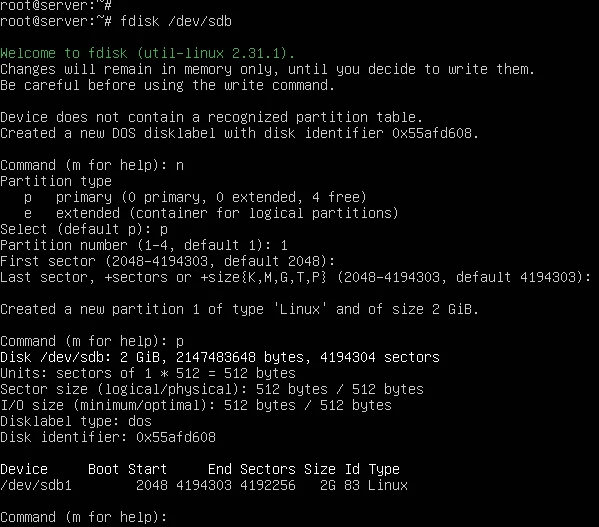 root@server:~#
root@server:~# fdisk /dev/sdb
Welcome to fdisk (util-linux 2.31.1).
Changes will remain in memory only, until you decide to write them.
Be careful before using the write command.
Device does not contain a recognized partition table.
Created a new DOS disklabel with disk identifier 0x55afd608.
Command (m for help): n
Partition type
   p   primary (0 primary, 0 extended, 4 free)
   e   extended (container for logical partitions)
Select (default p): p
Partition number (1-4, default 1): 1
First sector (2048-4194303, default 2048):
Last sector, +sectors or +size{K,M,G,T,P} (2048-4194303, default 4194303):
Created a new partition 1 of type 'Linux' and of size 2 GiB.
Command (m for help): p
Disk /dev/sdb: 2 GiB, 2147483648 bytes, 4194304 sectors
Units: sectors of 1 * 512 = 512 bytes
Sector size (logical/physical): 512 bytes / 512 bytes
I/O size (minimum/optimal): 512 bytes / 512 bytes
Disklabel type: dos
Disk identifier: 0x55afd608
Device     Boot Start     End Sectors Size Id Type
/dev/sdb1        2048 4194303 4192256   2G 83 Linux
Command (m for help):